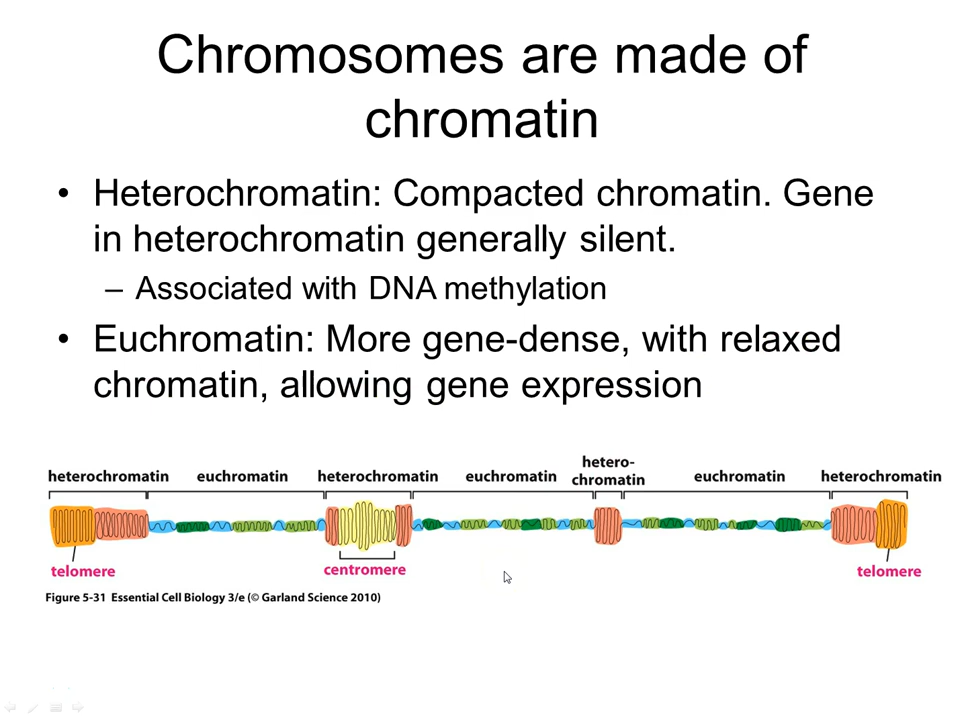 Chromosomes are made of
chromatin
• Heterochromatin: Compacted chromatin. Gene
in heterochromatin generally silent.
– Associated with DNA methylation
• Euchromatin: More gene-dense, with relaxed
chromatin, allowing gene expression
heterochromatin euchromatin heterochromatin euchromatin hetero-
chromatin euchromatin heterochromatin
telomere centromere telomere
Figure 5-31 Essential Cell Biology 3/e (© Garland Science 2010)